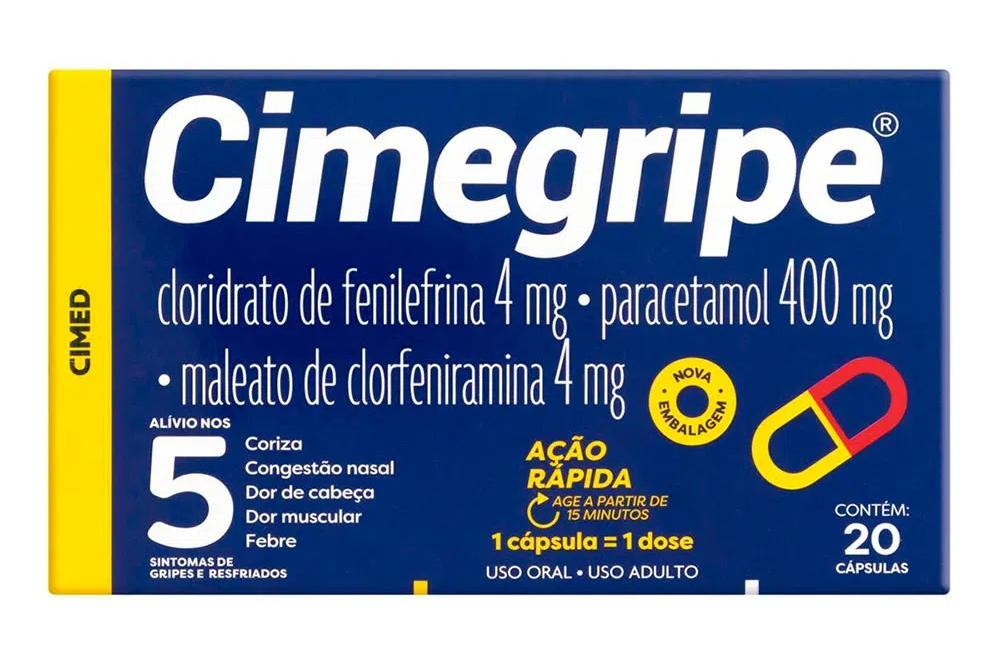 CIMED
Cimegripe®
cloridrato de fenilefrina 4 mg • paracetamol 400 mg
• maleato de clorfeniramina 4 mg
NOVA
EMBALAGEM
ALÍVIO NOS
5
SINTOMAS DE
GRIPES E RESFRIADOS
Coriza
Congestão nasal
Dor de cabeça
Dor muscular
Febre
AÇÃO
RÁPIDA
AGE A PARTIR DE
15 MINUTOS
1 cápsula = 1 dose
USO ORAL • USO ADULTO
CONTÉM:
20
CÁPSULAS